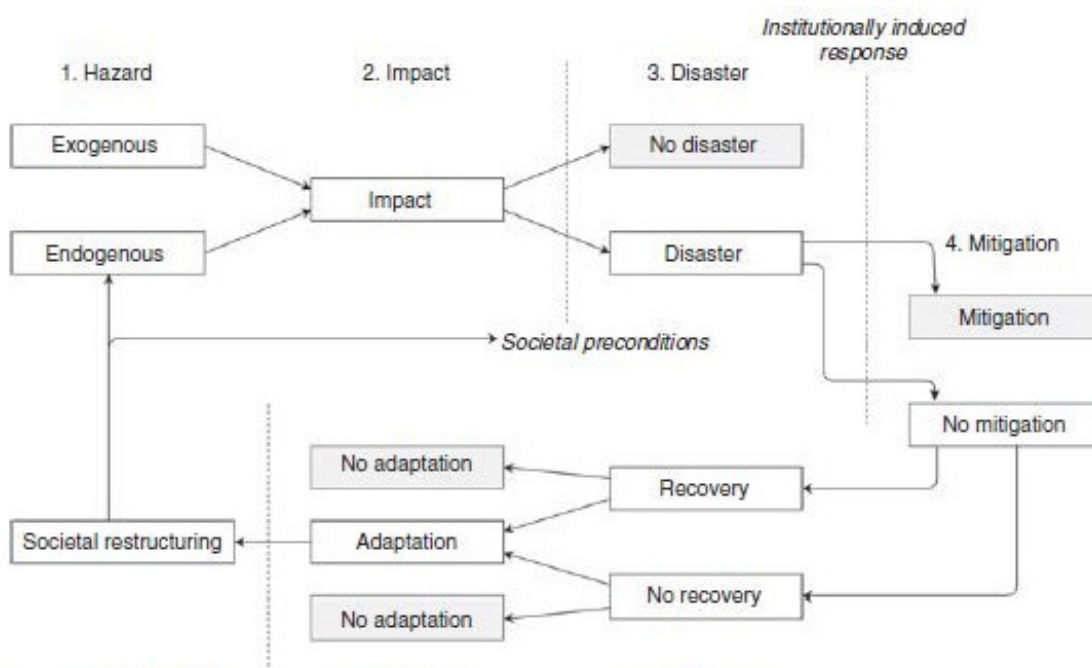 Institutionally induced
response
1. Hazard
2. Impact
3. Disaster
Exogenous
No disaster
Impact
Endogenous
Disaster
4. Mitigation
Mitigation
Societal preconditions
No mitigation
No adaptation
Recovery
Societal restructuring
Adaptation
No recovery
No adaptation